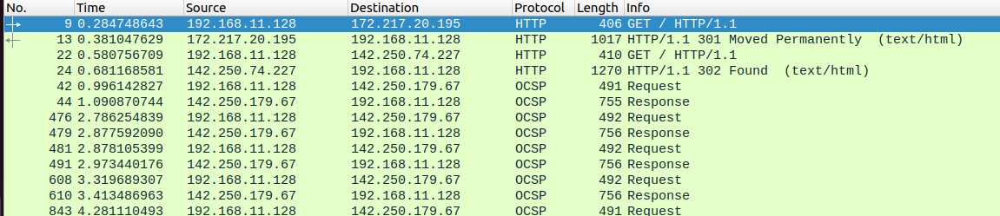 No. Time Source Destination Protocol Length Info
9 0.284748643 192.168.11.128 172.217.20.195 HTTP 406 GET / HTTP/1.1
13 0.381047629 172.217.20.195 192.168.11.128 HTTP 1017 HTTP/1.1 301 Moved Permanently (text/html)
22 0.580756709 192.168.11.128 142.250.74.227 HTTP 410 GET / HTTP/1.1
24 0.681168581 142.250.74.227 192.168.11.128 HTTP 1270 HTTP/1.1 302 Found (text/html)
42 0.996142827 192.168.11.128 142.250.179.67 OCSP 491 Request
44 1.090870744 142.250.179.67 192.168.11.128 OCSP 755 Response
476 2.786254839 192.168.11.128 142.250.179.67 OCSP 492 Request
479 2.877592090 142.250.179.67 192.168.11.128 OCSP 756 Response
481 2.878105399 192.168.11.128 142.250.179.67 OCSP 492 Request
491 2.973440176 142.250.179.67 192.168.11.128 OCSP 756 Response
608 3.319689307 192.168.11.128 142.250.179.67 OCSP 492 Request
610 3.413486963 142.250.179.67 192.168.11.128 OCSP 756 Response
843 4.281110493 192.168.11.128 142.250.179.67 OCSP 491 Request